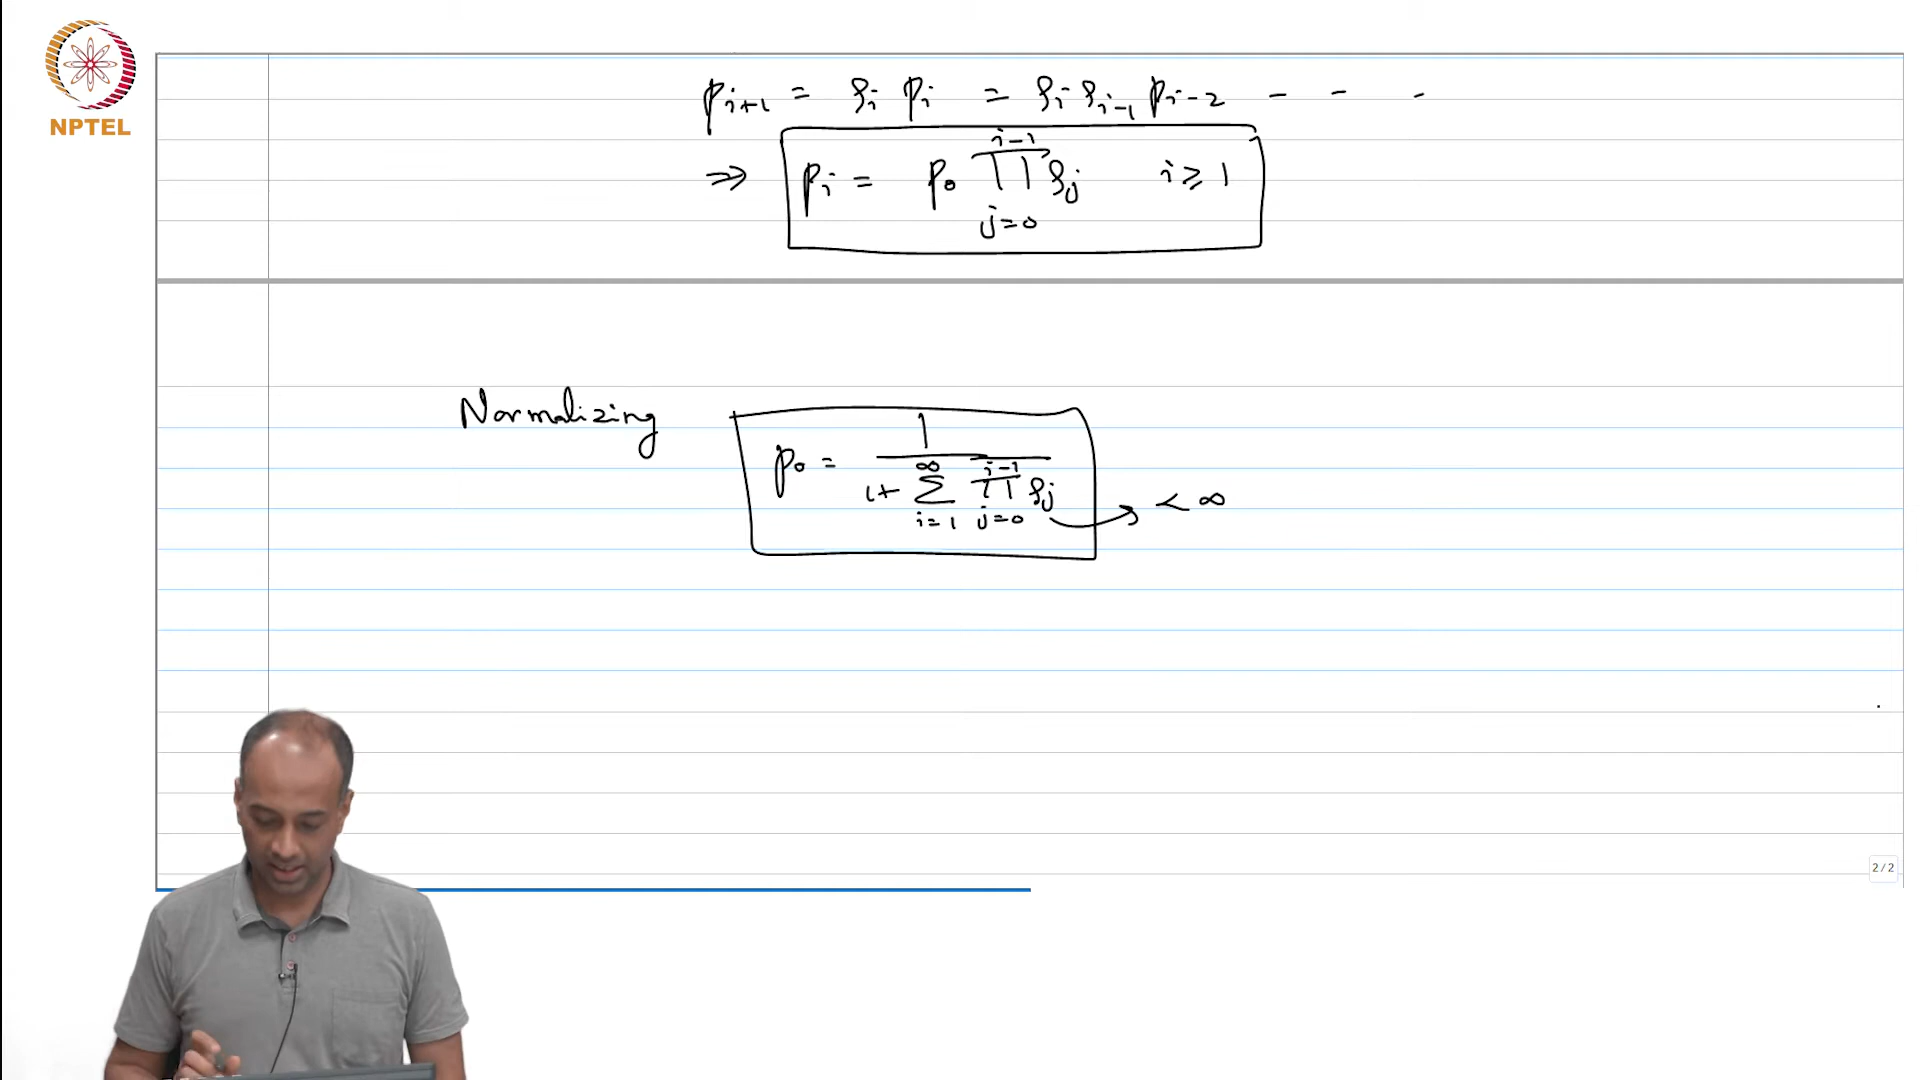 NPTEL
p_{i+1} = ρ_i p_i = ρ_i ρ_{i-1} p_{i-2} - - -
⇒ p_i = p_0 ∏_{j=0}^{i-1} ρ_j i ≥ 1
Normalizing p_0 = 1 / (1 + ∑_{i=1}^{∞} ∏_{j=0}^{i-1} ρ_j) → < ∞
2 / 2